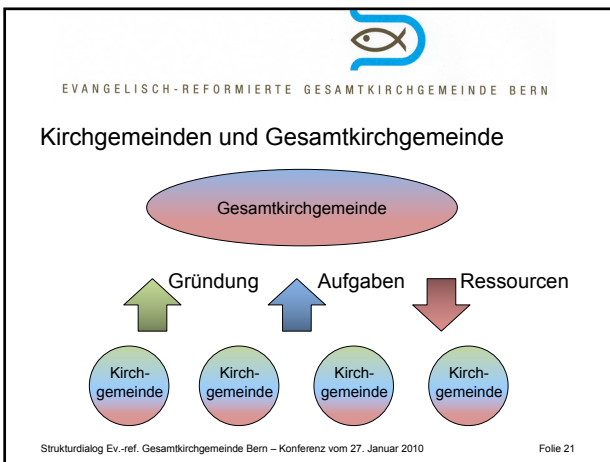 EVANGELISCH-REFORMIERTE GESAMTKIRCHGEMEINDE BERN
Kirchgemeinden und Gesamtkirchgemeinde
Gesamtkirchgemeinde
Gründung
Aufgaben
Ressourcen
Kirch-
gemeinde
Kirch-
gemeinde
Kirch-
gemeinde
Kirch-
gemeinde
Strukturdialog Ev.-ref. Gesamtkirchgemeinde Bern – Konferenz vom 27. Januar 2010 Folie 21